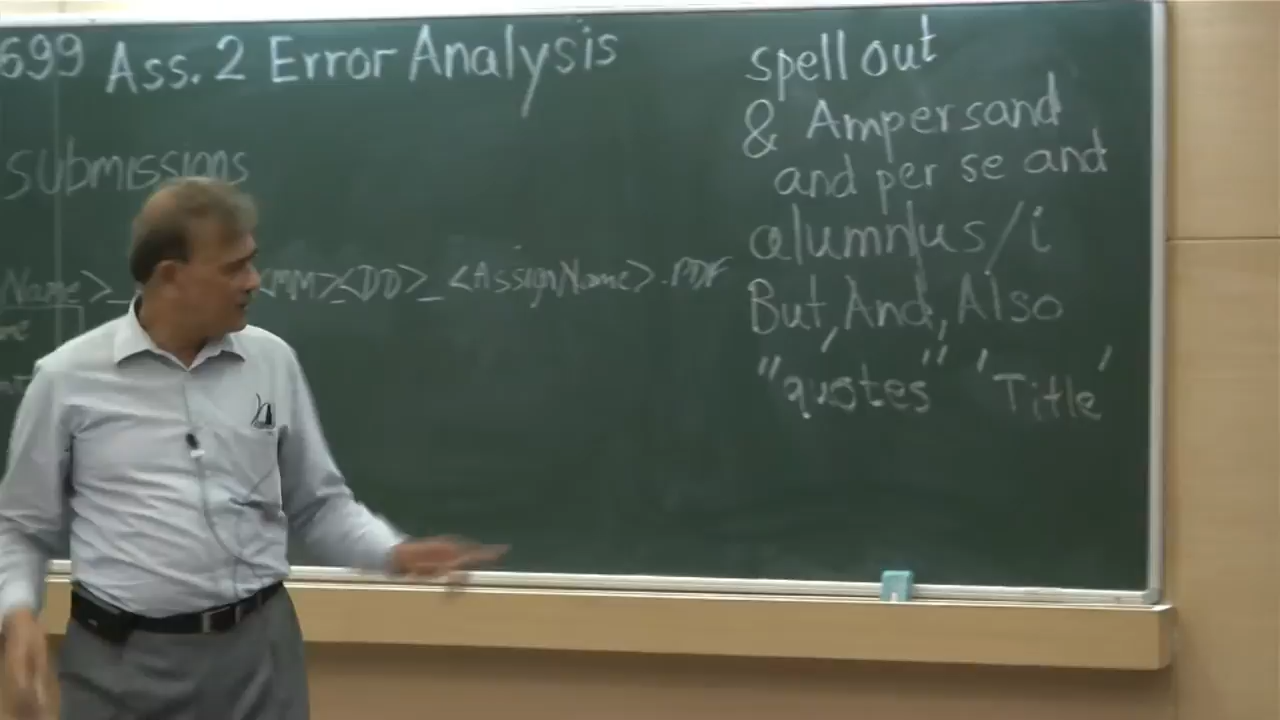 699 Ass. 2 Error Analysis
submissions
Name>_ <MM><DD>_<AssignName>.PDF
spell out
& Ampersand
and per se and
alumnus/i
But, And, Also
"quotes" 'Title'